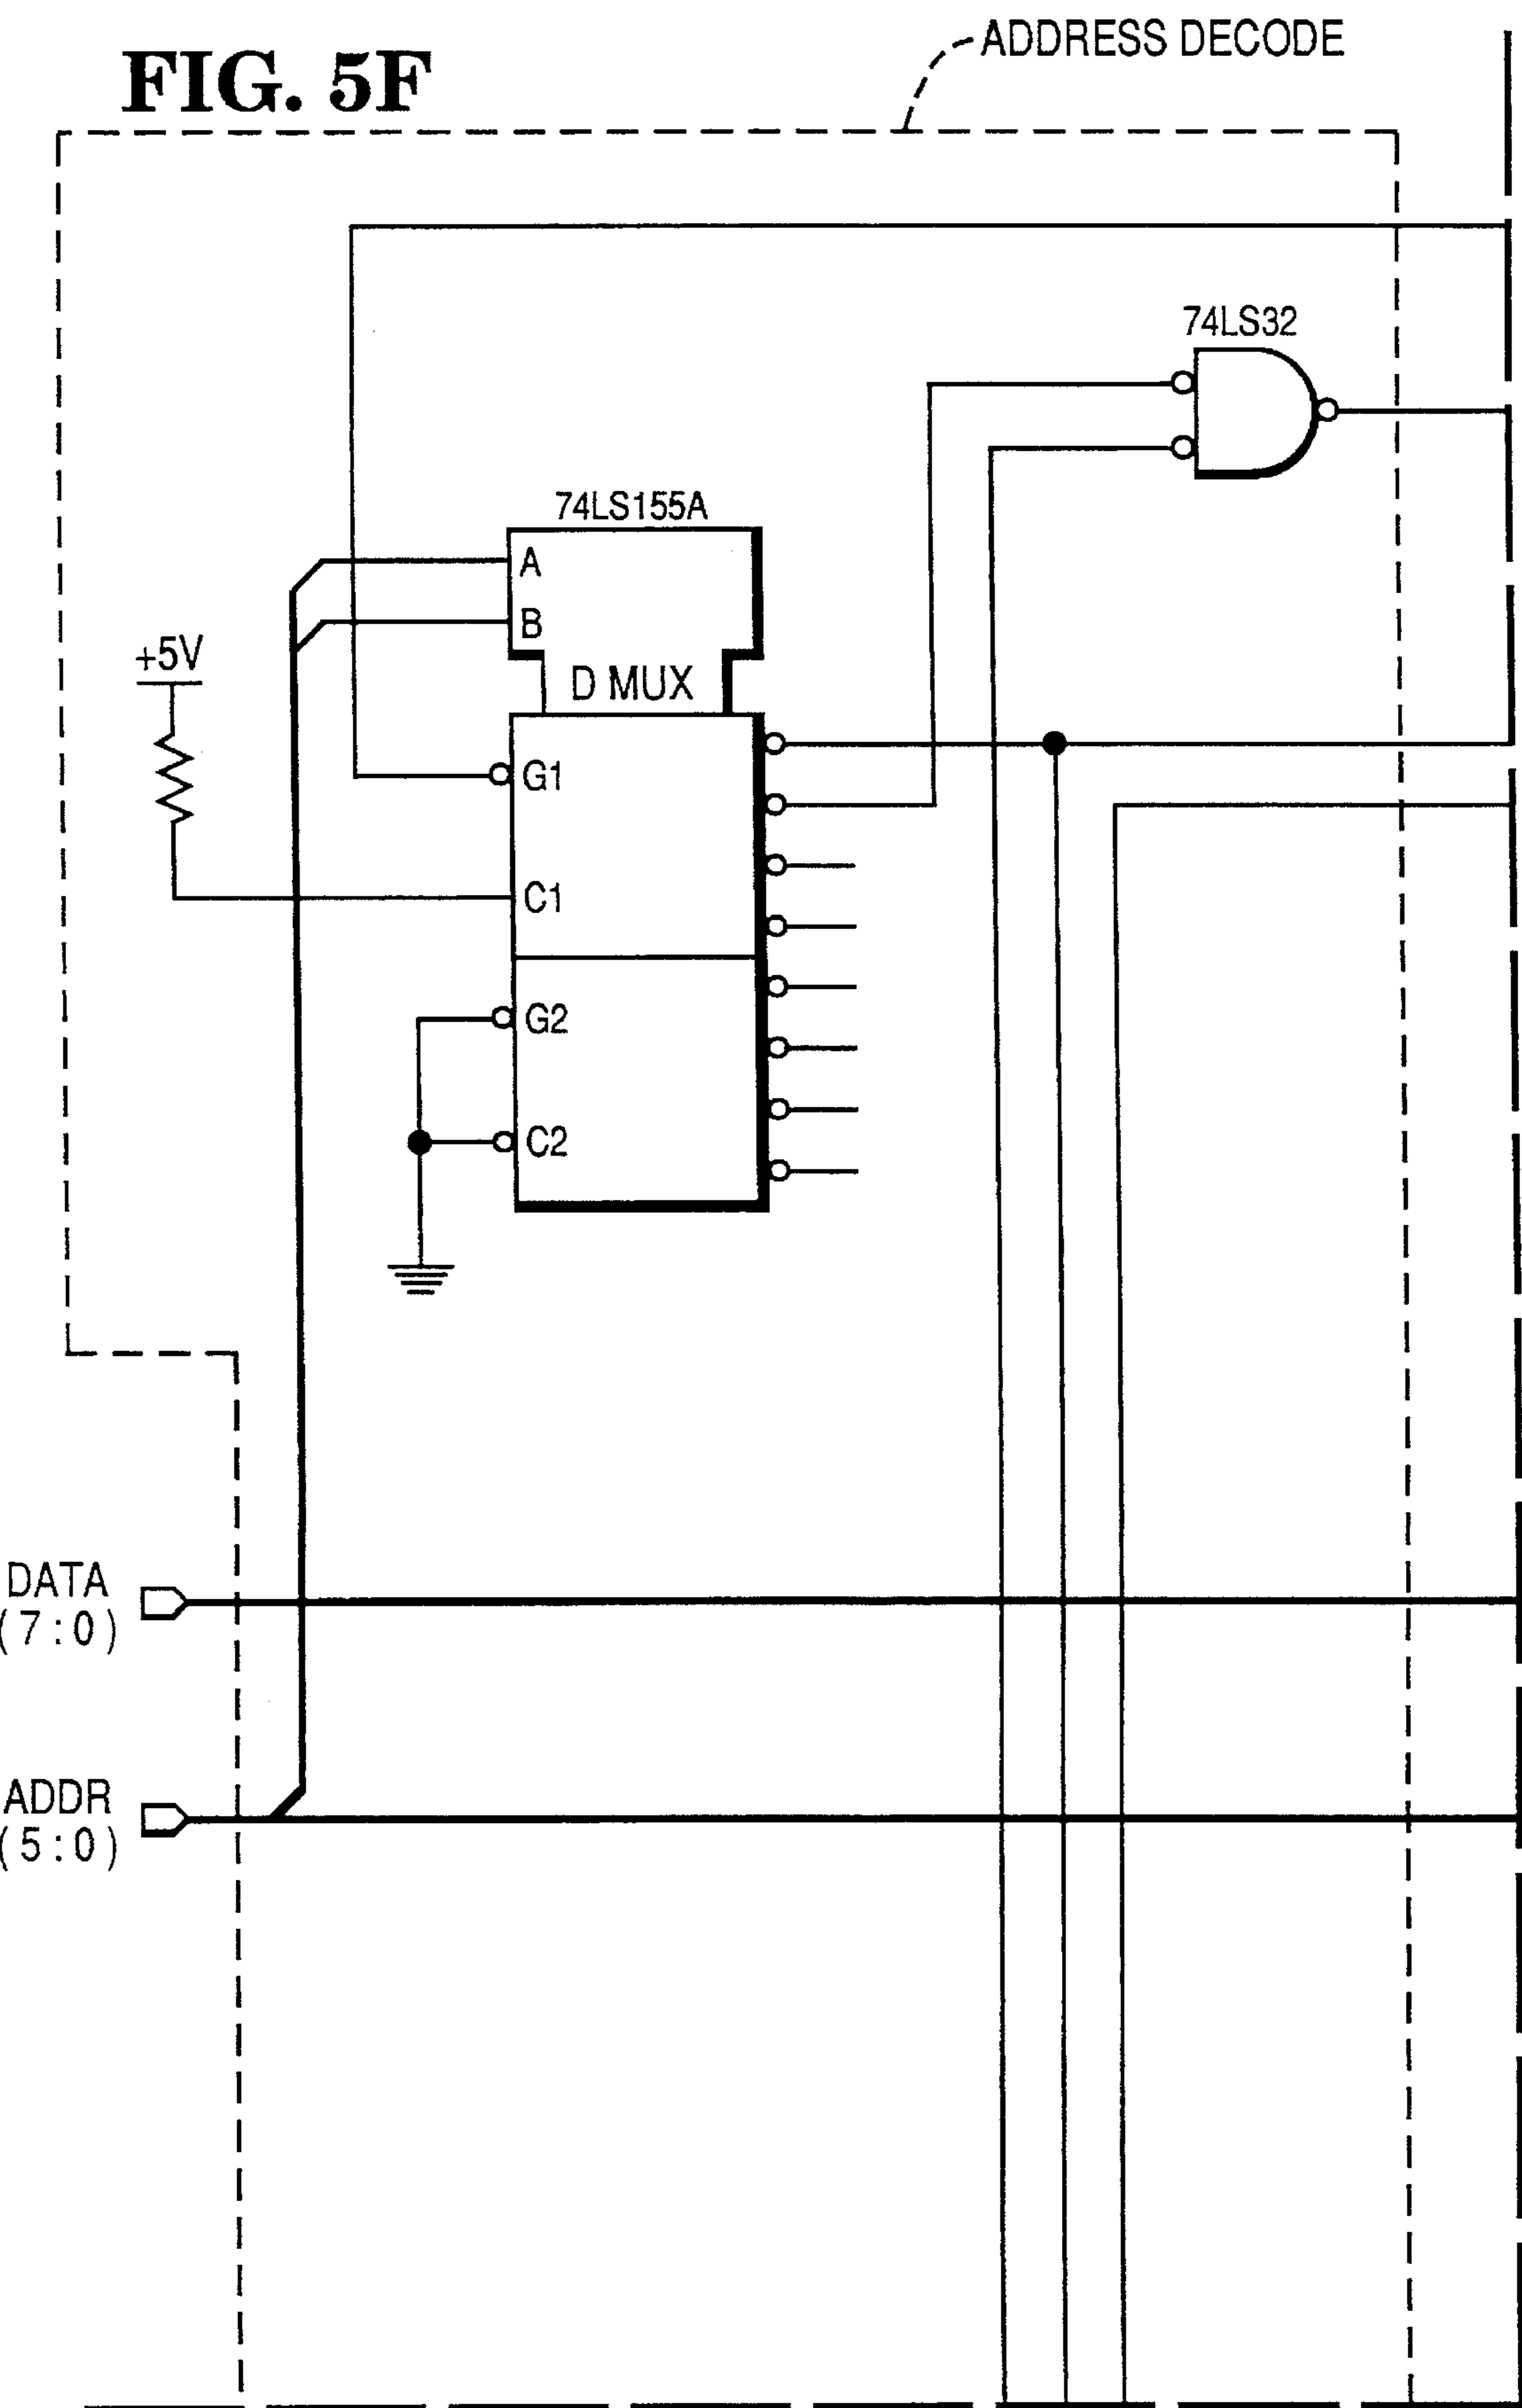 FIG. 5F
ADDRESS DECODE
74LS32
74LS155A
A
B
+5V
D MUX
G1
C1
G2
C2
DATA
(7:0)
ADDR
(5:0)